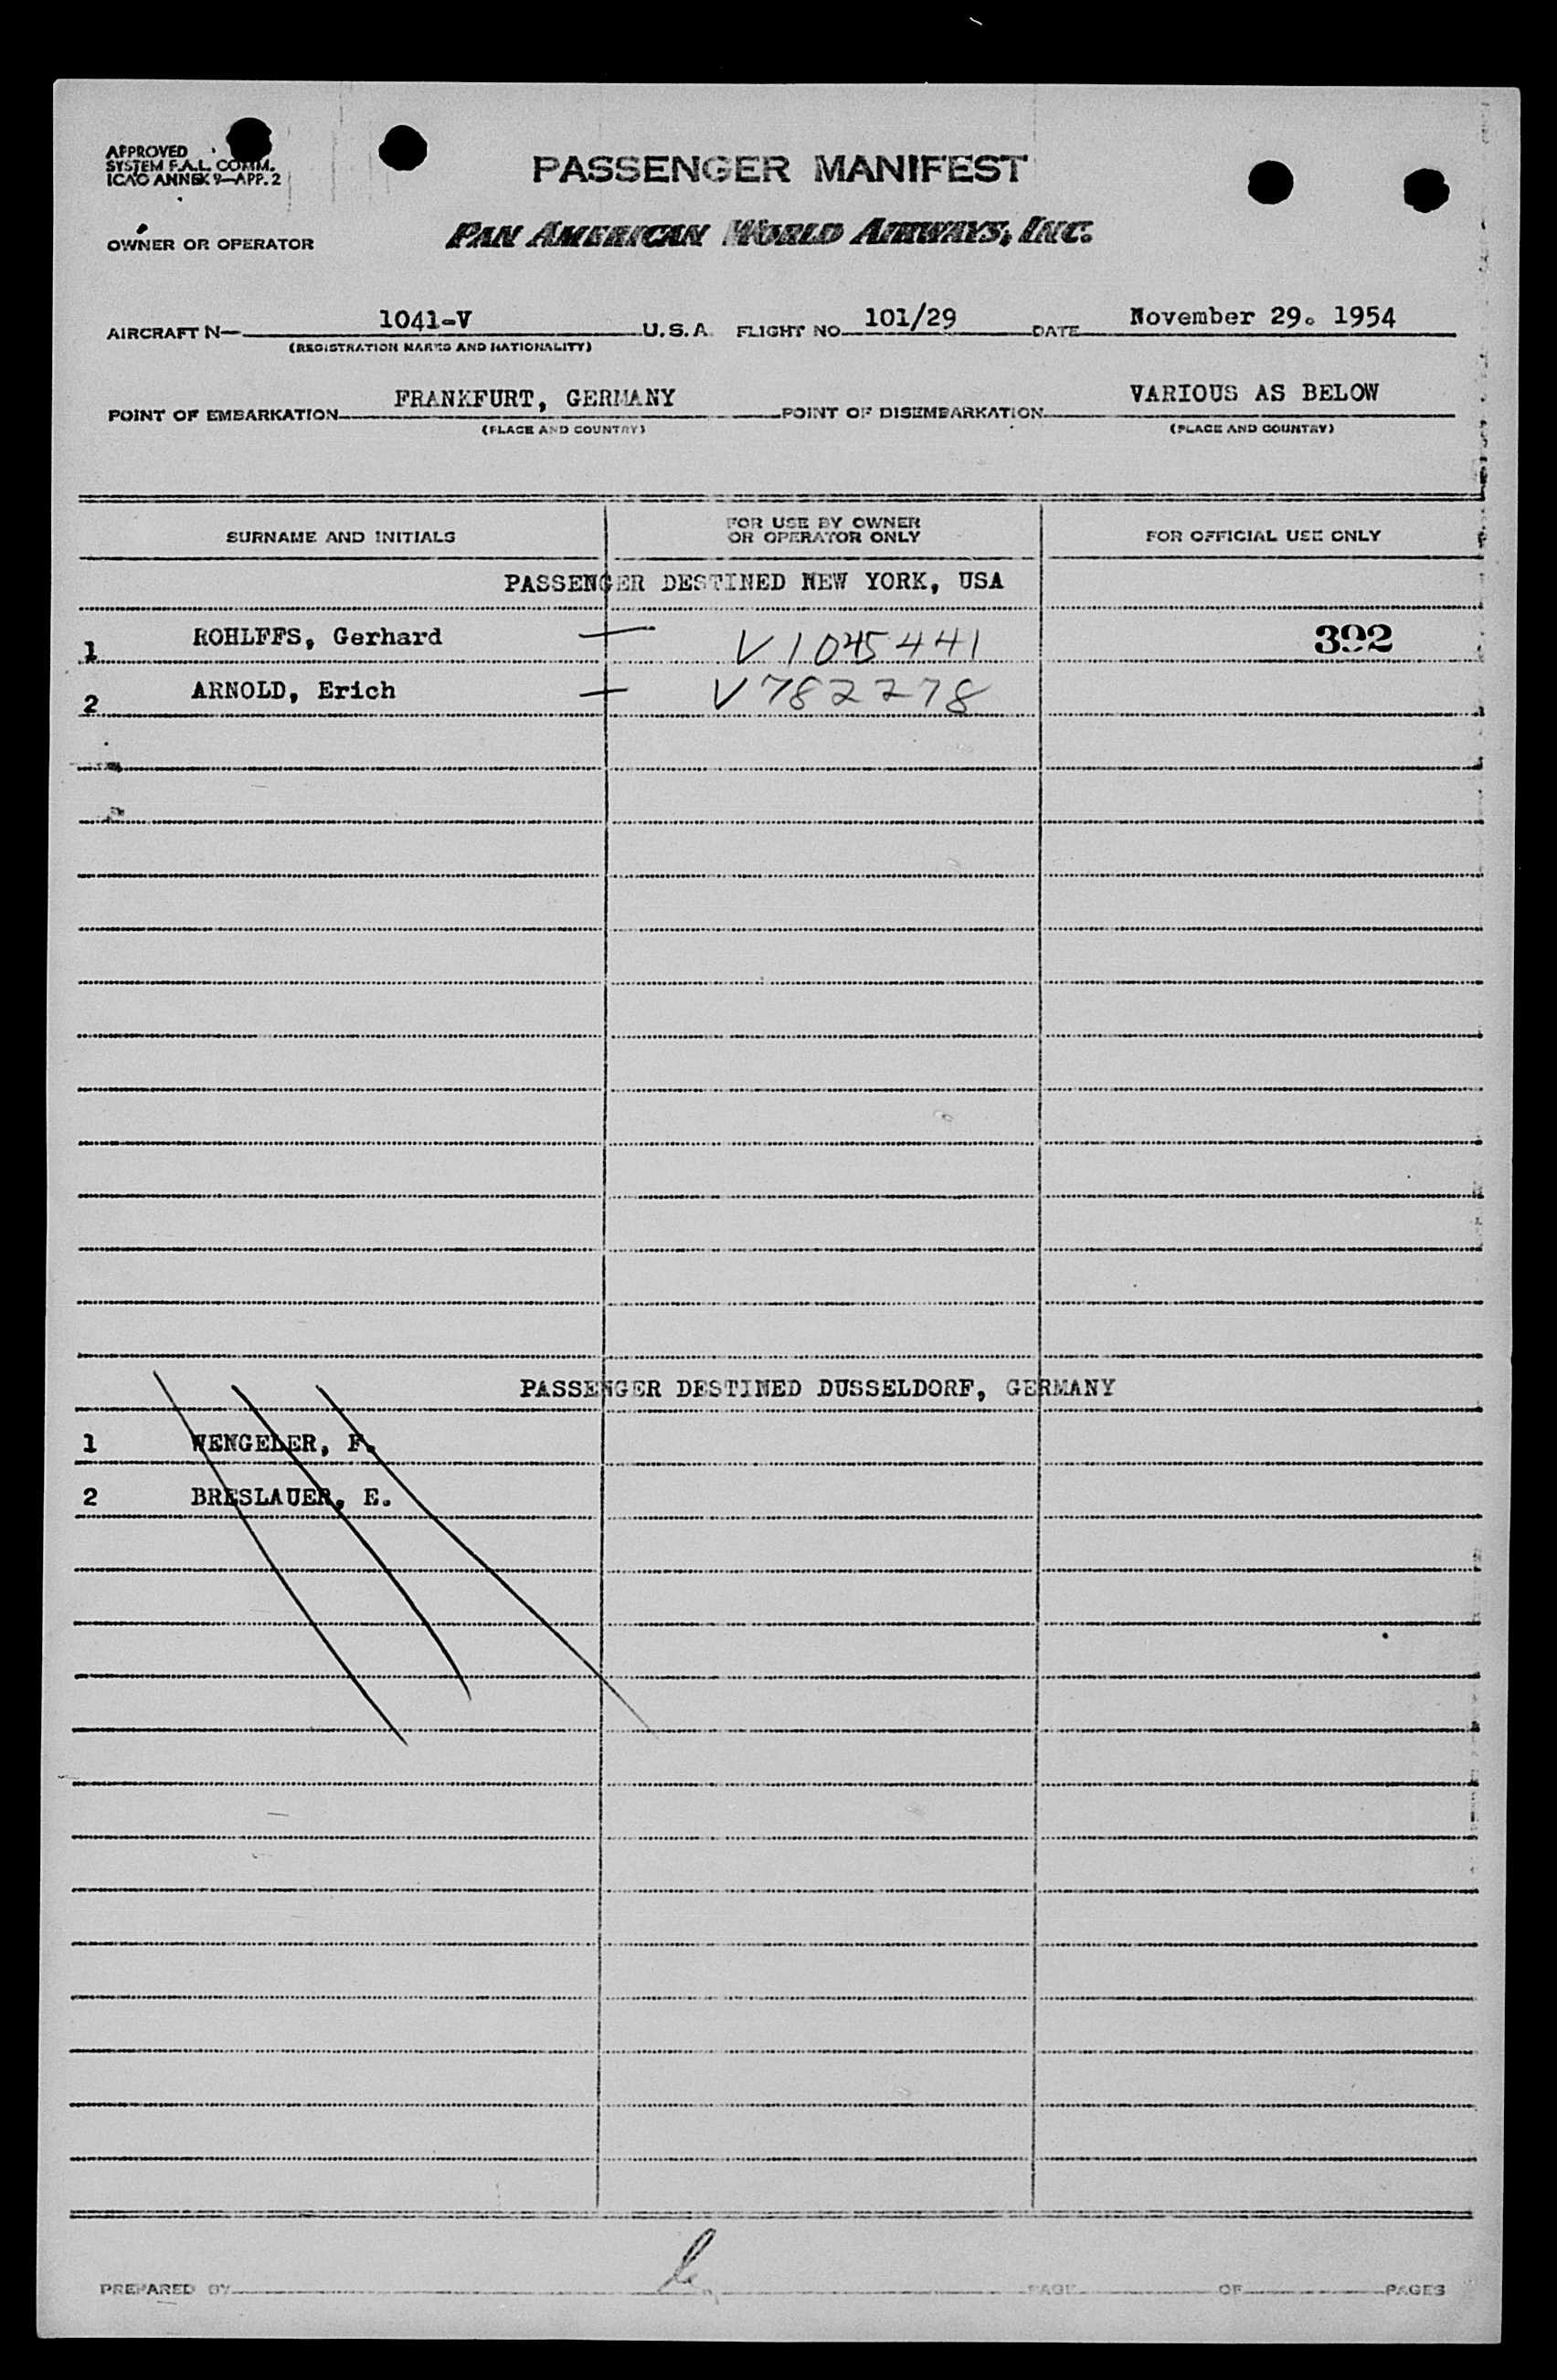 APPROVED
SYSTEM F.A.L. COMM.
ICAO ANNEX 9—APP. 2
PASSENGER MANIFEST
OWNER OR OPERATOR PAN AMERICAN WORLD AIRWAYS, INC.
AIRCRAFT N— 1041-V U.S.A. FLIGHT NO. 101/29 DATE November 29. 1954
(REGISTRATION MARKS AND NATIONALITY)
POINT OF EMBARKATION FRANKFURT, GERMANY POINT OF DISEMBARKATION VARIOUS AS BELOW
(PLACE AND COUNTRY) (PLACE AND COUNTRY)
SURNAME AND INITIALS FOR USE BY OWNER OR OPERATOR ONLY FOR OFFICIAL USE ONLY
PASSENGER DESTINED NEW YORK, USA
1 ROHLFFS, Gerhard — V 1045441 392
2 ARNOLD, Erich — V 782278
PASSENGER DESTINED DUSSELDORF, GERMANY
1 WENGELER, F.
2 BRESLAUER, E.
PREPARED BY PAGE OF PAGES